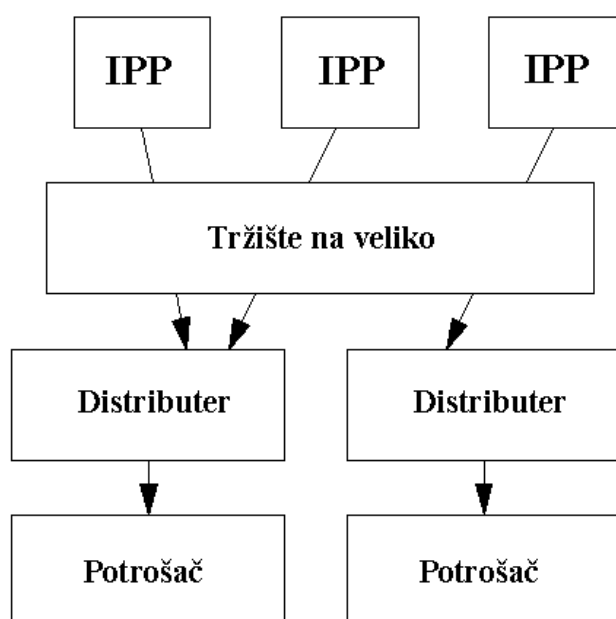 IPP
IPP
IPP
Tržište na veliko
Distributer
Distributer
Potrošač
Potrošač